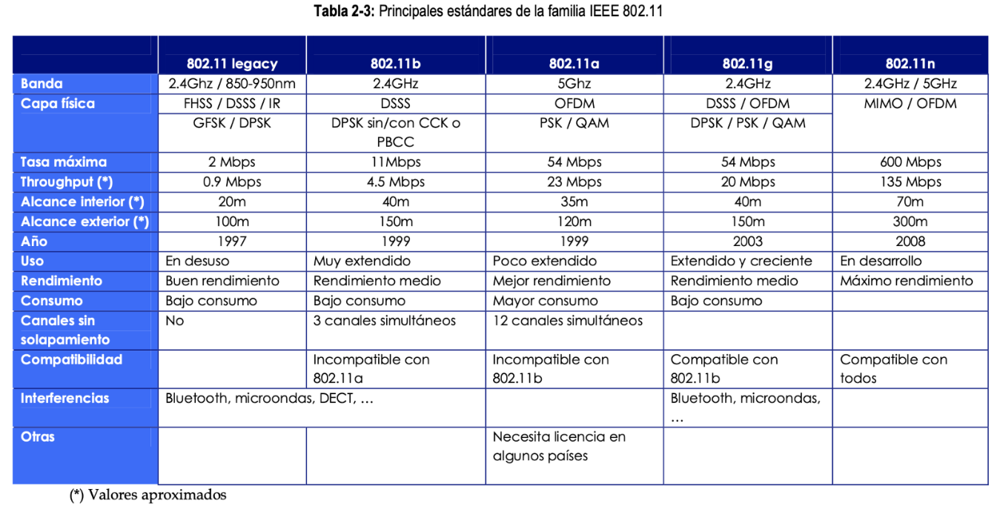 Tabla 2-3: Principales estándares de la familia IEEE 802.11
802.11 legacy 802.11b 802.11a 802.11g 802.11n
Banda 2.4Ghz / 850-950nm 2.4GHz 5Ghz 2.4GHz 2.4GHz / 5GHz
Capa física FHSS / DSSS / IR DSSS OFDM DSSS / OFDM MIMO / OFDM
GFSK / DPSK DPSK sin/con CCK o PSK / QAM DPSK / PSK / QAM
PBCC
Tasa máxima 2 Mbps 11Mbps 54 Mbps 54 Mbps 600 Mbps
Throughput (*) 0.9 Mbps 4.5 Mbps 23 Mbps 20 Mbps 135 Mbps
Alcance interior (*) 20m 40m 35m 40m 70m
Alcance exterior (*) 100m 150m 120m 150m 300m
Año 1997 1999 1999 2003 2008
Uso En desuso Muy extendido Poco extendido Extendido y creciente En desarrollo
Rendimiento Buen rendimiento Rendimiento medio Mejor rendimiento Rendimiento medio Máximo rendimiento
Consumo Bajo consumo Bajo consumo Mayor consumo Bajo consumo
Canales sin No 3 canales simultáneos 12 canales simultáneos
solapamiento
Compatibilidad Incompatible con Incompatible con Compatible con Compatible con
802.11a 802.11b 802.11b todos
Interferencias Bluetooth, microondas, DECT, … Bluetooth, microondas,
…
Otras Necesita licencia en
algunos países
(*) Valores aproximados